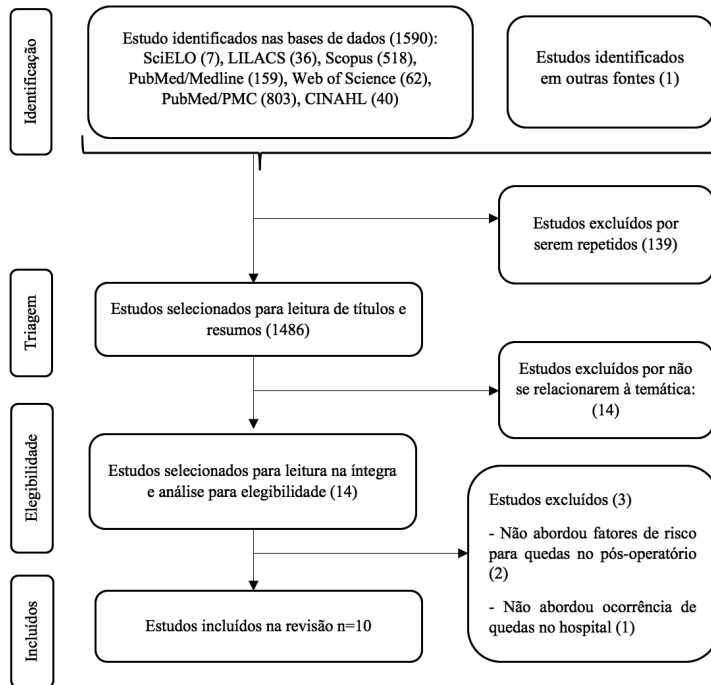 Identificação
Estudo identificados nas bases de dados (1590):
SciELO (7), LILACS (36), Scopus (518),
PubMed/Medline (159), Web of Science (62),
PubMed/PMC (803), CINAHL (40)
Estudos identificados
em outras fontes (1)
Estudos excluídos por
serem repetidos (139)
Triagem
Estudos selecionados para leitura de títulos e
resumos (1486)
Estudos excluídos por não
se relacionarem à temática:
(14)
Elegibilidade
Estudos selecionados para leitura na íntegra
e análise para elegibilidade (14)
Estudos excluídos (3)
- Não abordou fatores de risco
para quedas no pós-operatório
(2)
- Não abordou ocorrência de
quedas no hospital (1)
Incluídos
Estudos incluídos na revisão n=10